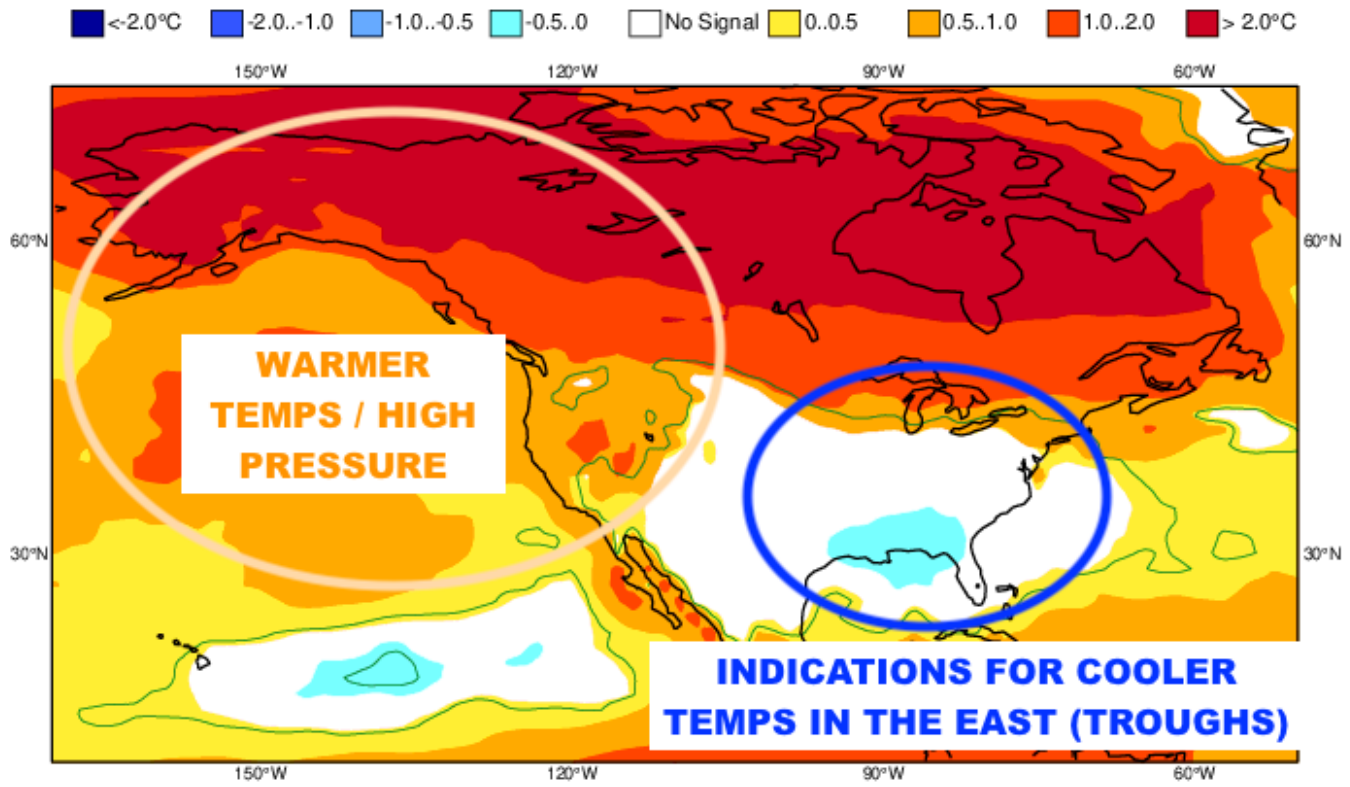 <-2.0°C -2.0..-1.0 -1.0..-0.5 -0.5..0 No Signal 0..0.5 0.5..1.0 1.0..2.0 > 2.0°C
150°W 120°W 90°W 60°W
60°N 60°N
WARMER
TEMPS / HIGH
PRESSURE
30°N 30°N
INDICATIONS FOR COOLER
TEMPS IN THE EAST (TROUGHS)
150°W 120°W 90°W 60°W